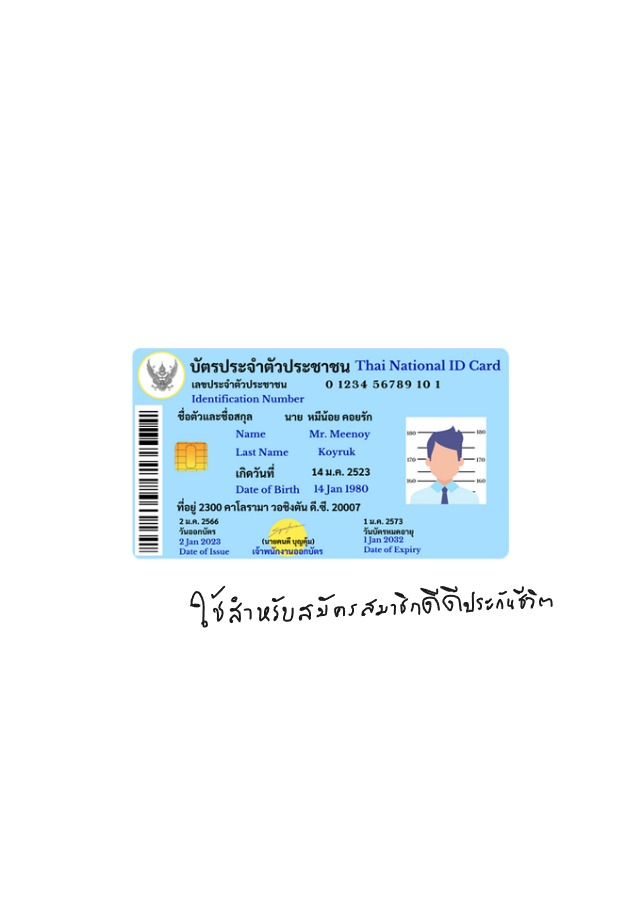 บัตรประจำตัวประชาชน Thai National ID Card
เลขประจำตัวประชาชน 0 1234 56789 10 1
Identification Number
ชื่อตัวและชื่อสกุล นาย หมีน้อย คอยรัก
Name Mr. Meenoy
Last Name Koyruk
เกิดวันที่ 14 ม.ค. 2523
Date of Birth 14 Jan 1980
ที่อยู่ 2300 คาโลรามา วอชิงตัน ดี.ซี. 20007
180 180
170 170
160 160
2 ม.ค. 2566
วันออกบัตร
2 Jan 2023
Date of Issue
(นายคนดี บุญคุ้ม)
เจ้าพนักงานออกบัตร
1 ม.ค. 2573
วันบัตรหมดอายุ
1 Jan 2032
Date of Expiry
ใช้สำหรับสมัครสมาชิกดีดีประกันชีวิต